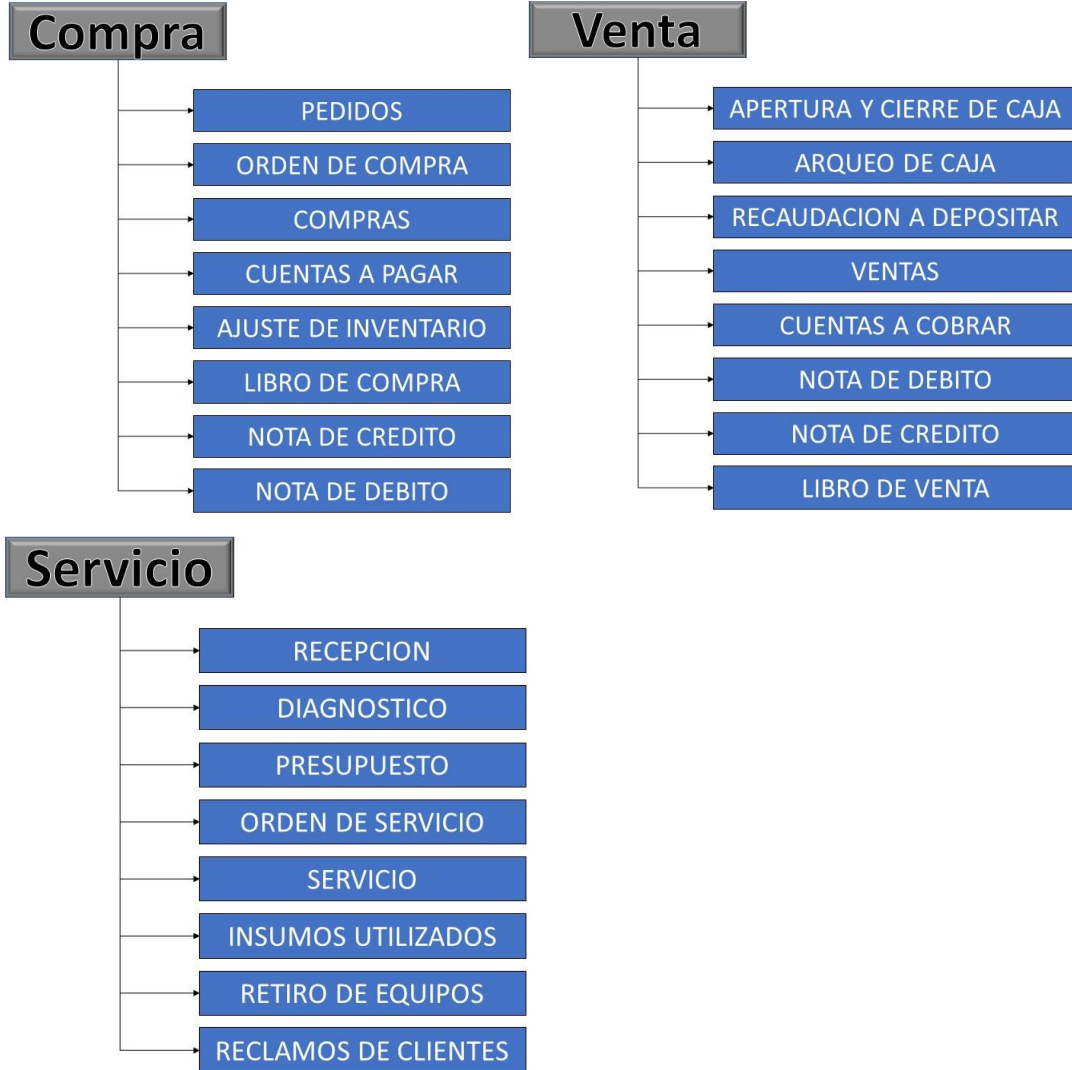 Compra
PEDIDOS
ORDEN DE COMPRA
COMPRAS
CUENTAS A PAGAR
AJUSTE DE INVENTARIO
LIBRO DE COMPRA
NOTA DE CREDITO
NOTA DE DEBITO
Venta
APERTURA Y CIERRE DE CAJA
ARQUEO DE CAJA
RECAUDACION A DEPOSITAR
VENTAS
CUENTAS A COBRAR
NOTA DE DEBITO
NOTA DE CREDITO
LIBRO DE VENTA
Servicio
RECEPCION
DIAGNOSTICO
PRESUPUESTO
ORDEN DE SERVICIO
SERVICIO
INSUMOS UTILIZADOS
RETIRO DE EQUIPOS
RECLAMOS DE CLIENTES